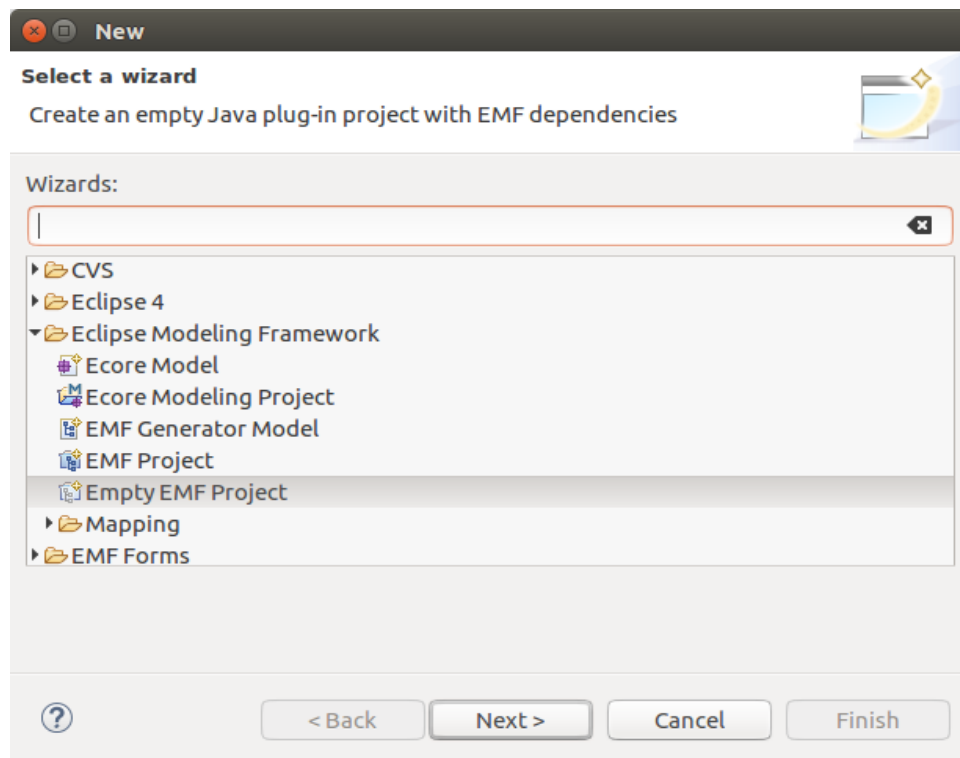 New
Select a wizard
Create an empty Java plug-in project with EMF dependencies
Wizards:
CVS
Eclipse 4
Eclipse Modeling Framework
Ecore Model
Ecore Modeling Project
EMF Generator Model
EMF Project
Empty EMF Project
Mapping
EMF Forms
? < Back Next > Cancel Finish